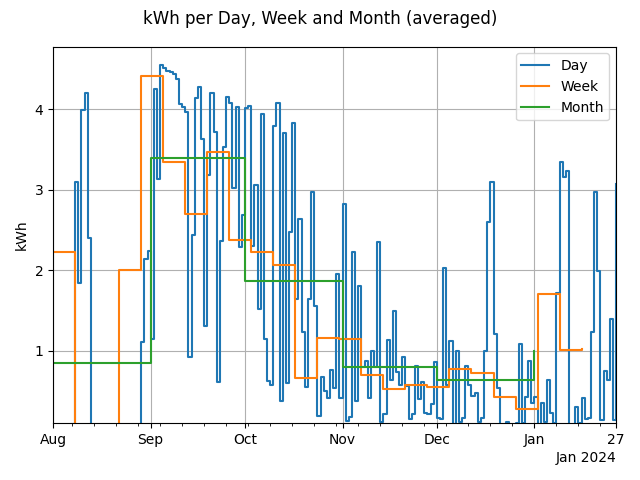 kWh per Day, Week and Month (averaged)
Day
Week
Month
4
3
2
1
kWh
Aug
Sep
Oct
Nov
Dec
Jan
27
Jan 2024